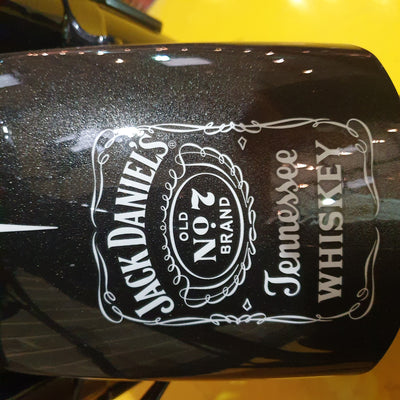 JACK DANIEL'S®
OLD
No.7
BRAND
Tennessee
WHISKEY